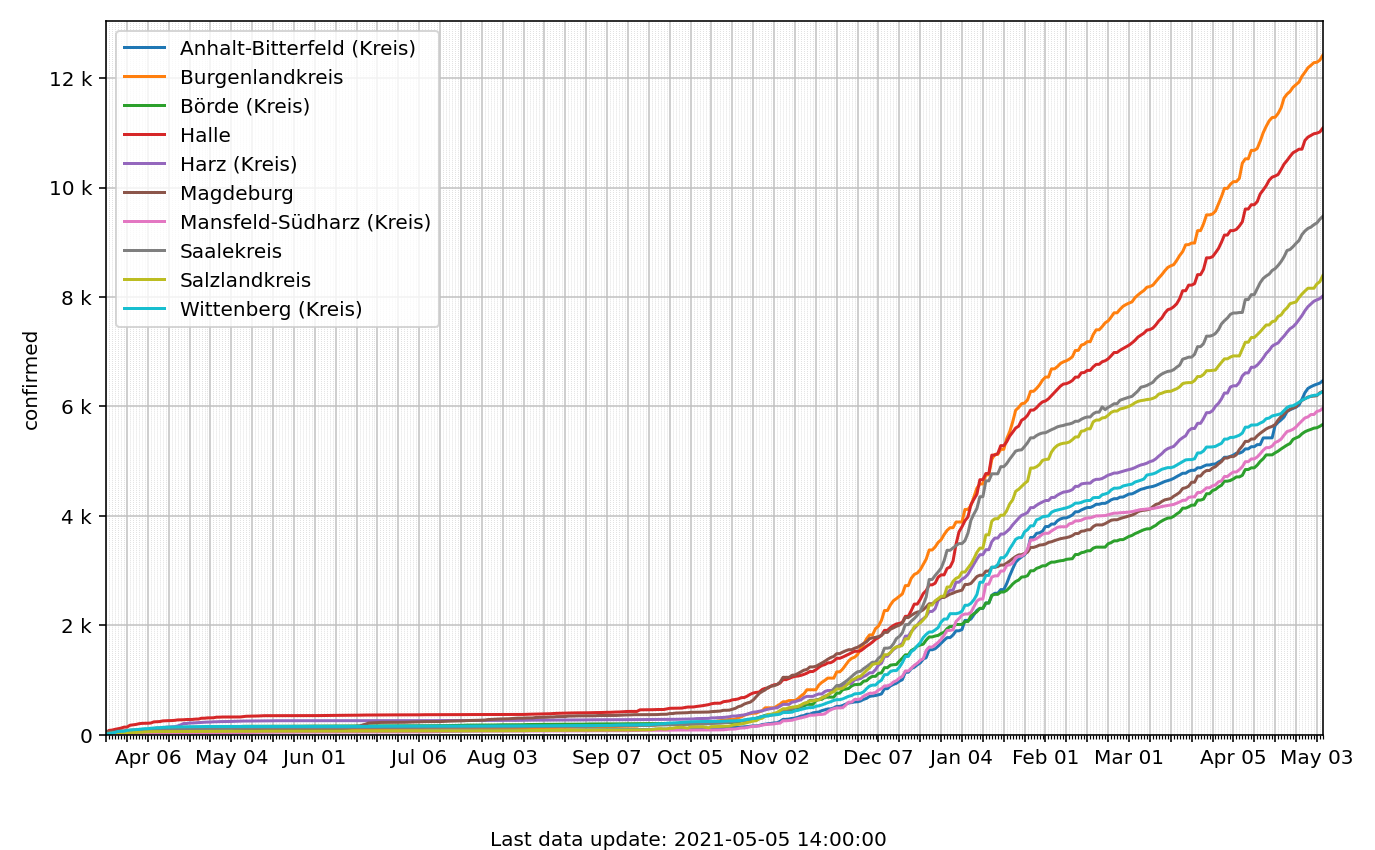 Anhalt-Bitterfeld (Kreis)
Burgenlandkreis
Börde (Kreis)
Halle
Harz (Kreis)
Magdeburg
Mansfeld-Südharz (Kreis)
Saalekreis
Salzlandkreis
Wittenberg (Kreis)
12 k
10 k
8 k
6 k
4 k
2 k
0
confirmed
Apr 06 May 04 Jun 01 Jul 06 Aug 03 Sep 07 Oct 05 Nov 02 Dec 07 Jan 04 Feb 01 Mar 01 Apr 05 May 03
Last data update: 2021-05-05 14:00:00